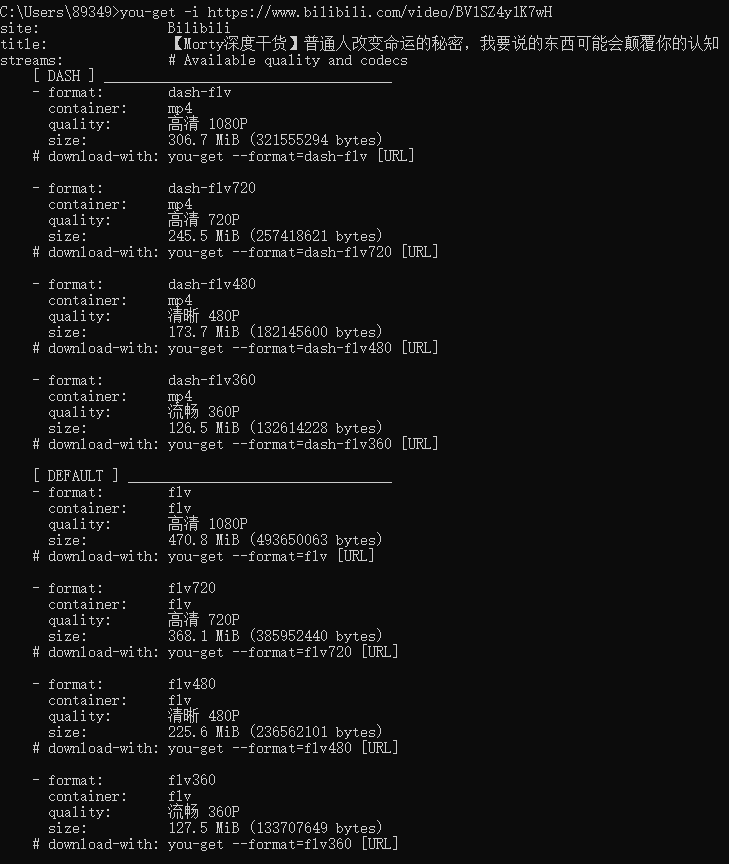 C:\Users\89349>you-get -i https://www.bilibili.com/video/BV1SZ4y1K7wH
site: Bilibili
title: 【Morty深度干货】普通人改变命运的秘密，我要说的东西可能会颠覆你的认知
streams: # Available quality and codecs
[ DASH ] ____________________________________
- format: dash-flv
container: mp4
quality: 高清 1080P
size: 306.7 MiB (321555294 bytes)
# download-with: you-get --format=dash-flv [URL]
- format: dash-flv720
container: mp4
quality: 高清 720P
size: 245.5 MiB (257418621 bytes)
# download-with: you-get --format=dash-flv720 [URL]
- format: dash-flv480
container: mp4
quality: 清晰 480P
size: 173.7 MiB (182145600 bytes)
# download-with: you-get --format=dash-flv480 [URL]
- format: dash-flv360
container: mp4
quality: 流畅 360P
size: 126.5 MiB (132614228 bytes)
# download-with: you-get --format=dash-flv360 [URL]
[ DEFAULT ] _________________________________
- format: flv
container: flv
quality: 高清 1080P
size: 470.8 MiB (493650063 bytes)
# download-with: you-get --format=flv [URL]
- format: flv720
container: flv
quality: 高清 720P
size: 368.1 MiB (385952440 bytes)
# download-with: you-get --format=flv720 [URL]
- format: flv480
container: flv
quality: 清晰 480P
size: 225.6 MiB (236562101 bytes)
# download-with: you-get --format=flv480 [URL]
- format: flv360
container: flv
quality: 流畅 360P
size: 127.5 MiB (133707649 bytes)
# download-with: you-get --format=flv360 [URL]